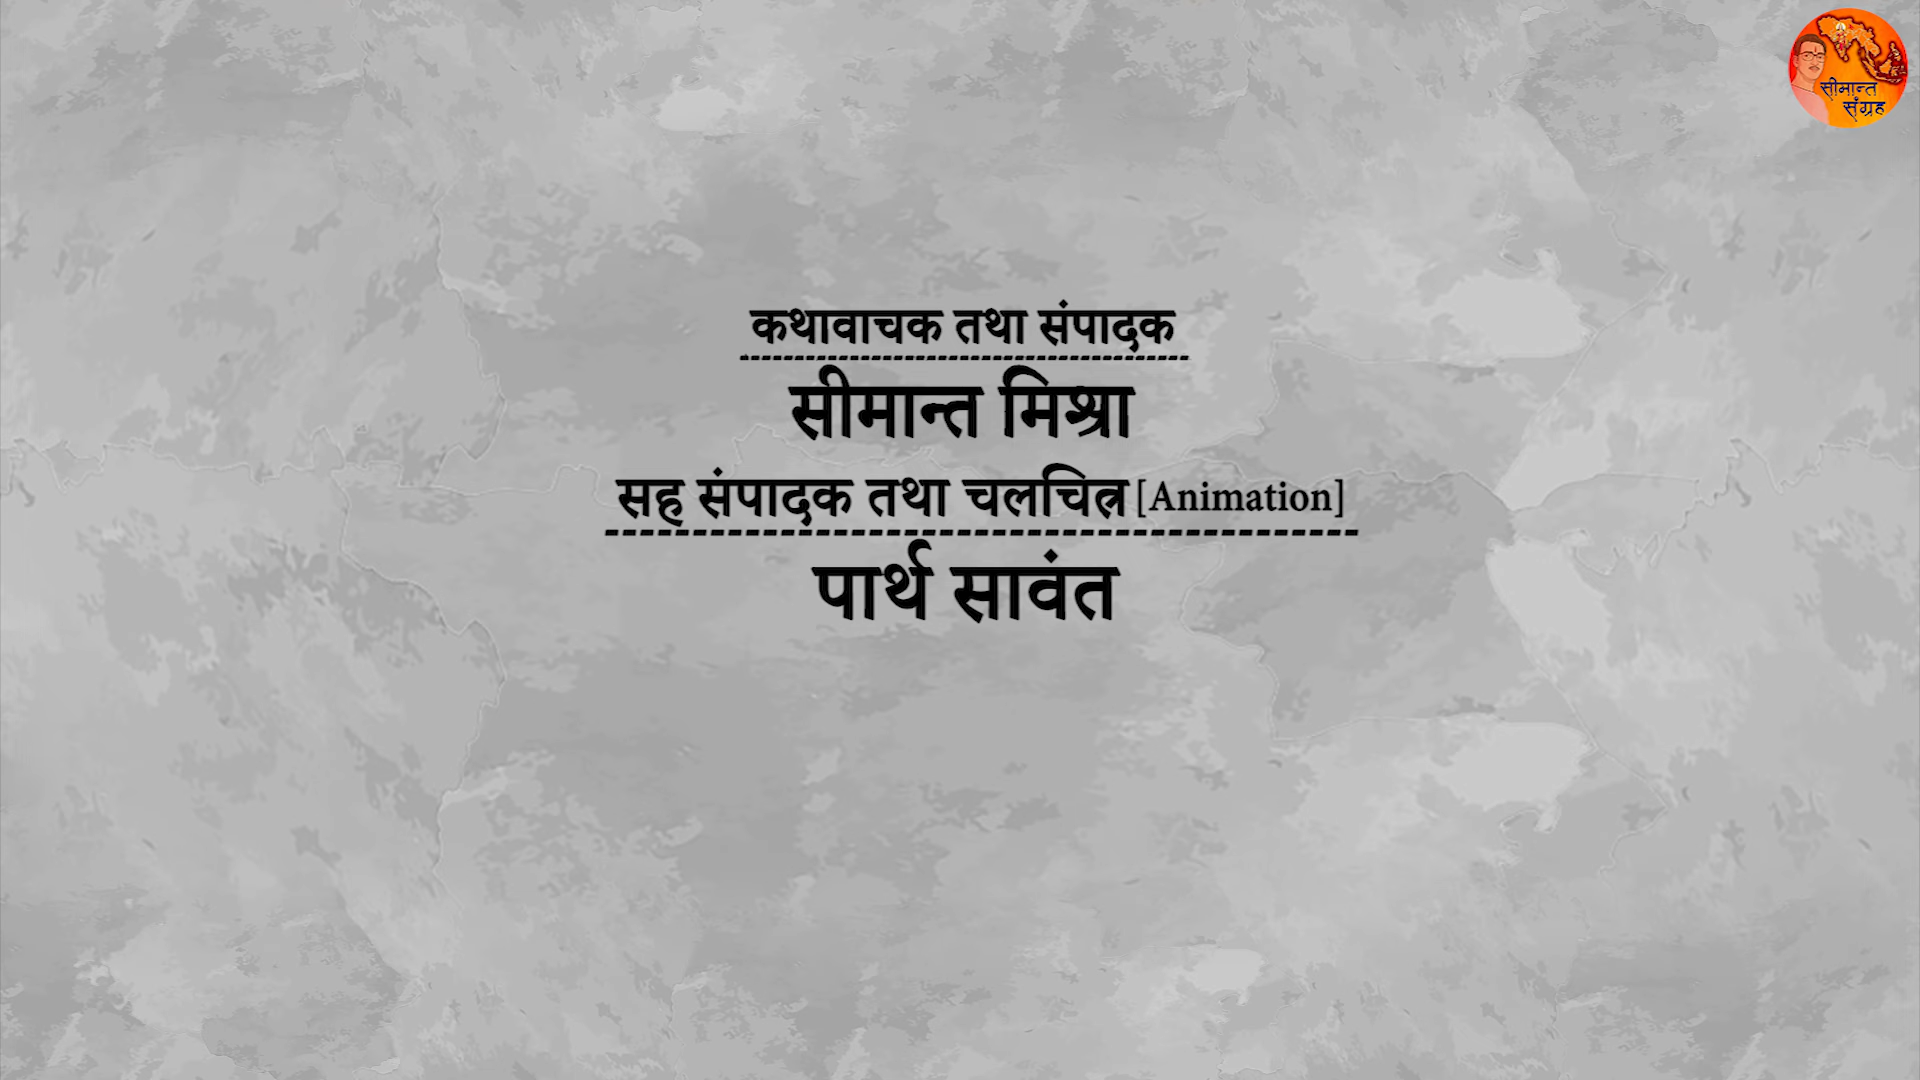 सीमान्त
संग्रह
कथावाचक तथा संपादक
सीमान्त मिश्रा
सह संपादक तथा चलचित्र [Animation]
पार्थ सावंत